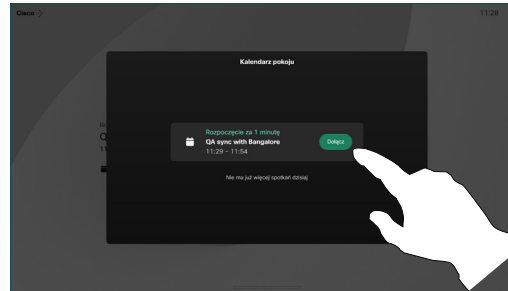 Cisco
11:28
Kalendarz pokoju
Rozpoczęcie za 1 minutę
QA sync with Bangalore
11:29 – 11:54
Dołącz
Nie ma już więcej spotkań dzisiaj